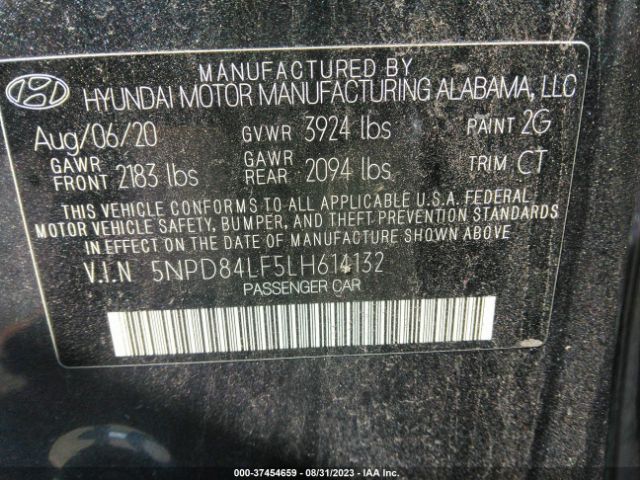 MANUFACTURED BY
HYUNDAI MOTOR MANUFACTURING ALABAMA, LLC
Aug/06/20 GVWR 3924 lbs PAINT 2G
GAWR FRONT 2183 lbs GAWR REAR 2094 lbs TRIM CT
THIS VEHICLE CONFORMS TO ALL APPLICABLE U.S.A. FEDERAL
MOTOR VEHICLE SAFETY, BUMPER, AND THEFT PREVENTION STANDARDS
IN EFFECT ON THE DATE OF MANUFACTURE SHOWN ABOVE
V.I.N 5NPD84LF5LH614132
PASSENGER CAR
000-37454659 - 08/31/2023 - IAA Inc.